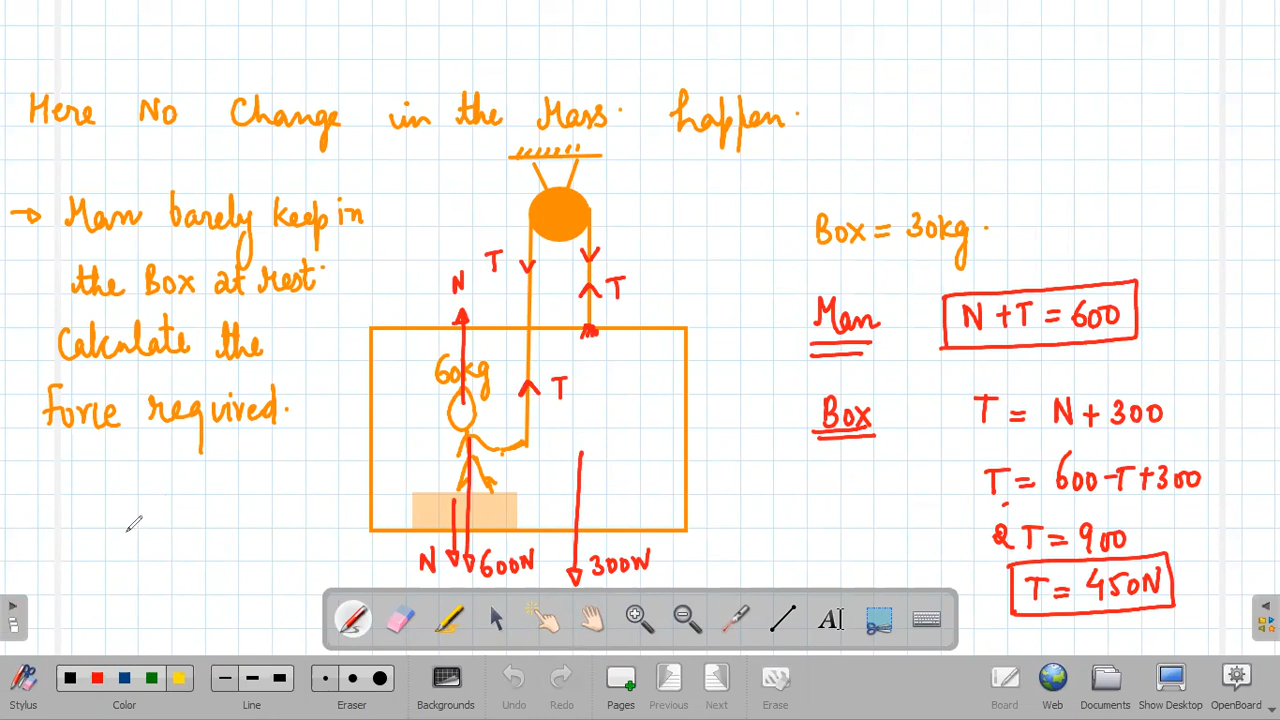 Here No Change in the Mass. happen.
→ Man barely keep in
the Box at rest
Calculate the
force required.
Box = 30kg.
Man N + T = 600
Box T = N + 300
T = 600 - T + 300
2T = 900
T = 450N
T
N
T
60kg
T
N
600N
300N
Stylus
Color
Line
Eraser
Backgrounds
Undo
Redo
Pages
Previous
Next
Erase
Board
Web
Documents
Show Desktop
OpenBoard